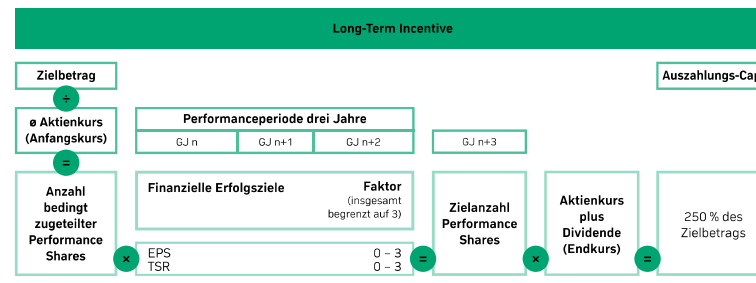 Long-Term Incentive
Zielbetrag
Auszahlungs-Cap
÷
ø Aktienkurs
(Anfangskurs)
Performanceperiode drei Jahre
GJ n
GJ n+1
GJ n+2
GJ n+3
=
Anzahl
bedingt
zugeteilter
Performance
Shares
×
Finanzielle Erfolgsziele
Faktor
(insgesamt
begrenzt auf 3)
EPS 0 – 3
TSR 0 – 3
=
Zielanzahl
Performance
Shares
×
Aktienkurs
plus
Dividende
(Endkurs)
=
250 % des
Zielbetrags